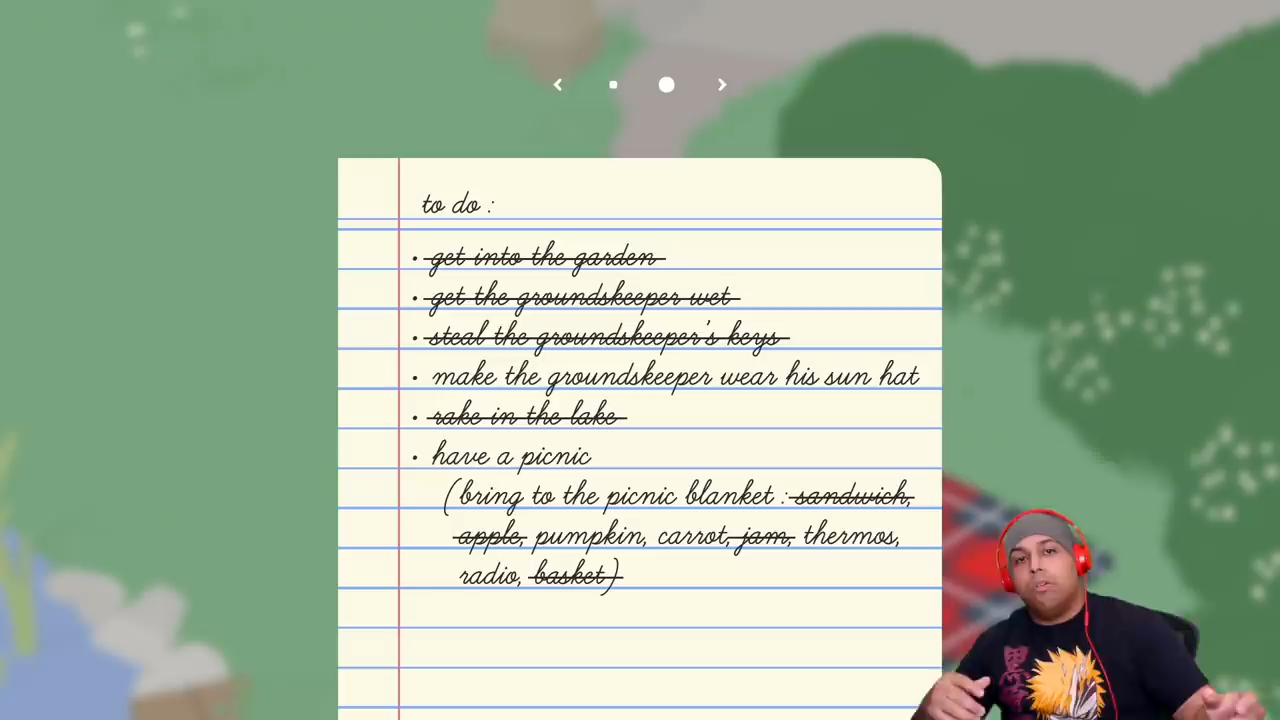 to do :
• get into the garden
• get the groundskeeper wet
• steal the groundskeeper's keys
• make the groundskeeper wear his sun hat
• rake in the lake
• have a picnic
(bring to the picnic blanket : sandwich,
apple, pumpkin, carrot, jam, thermos,
radio, basket)